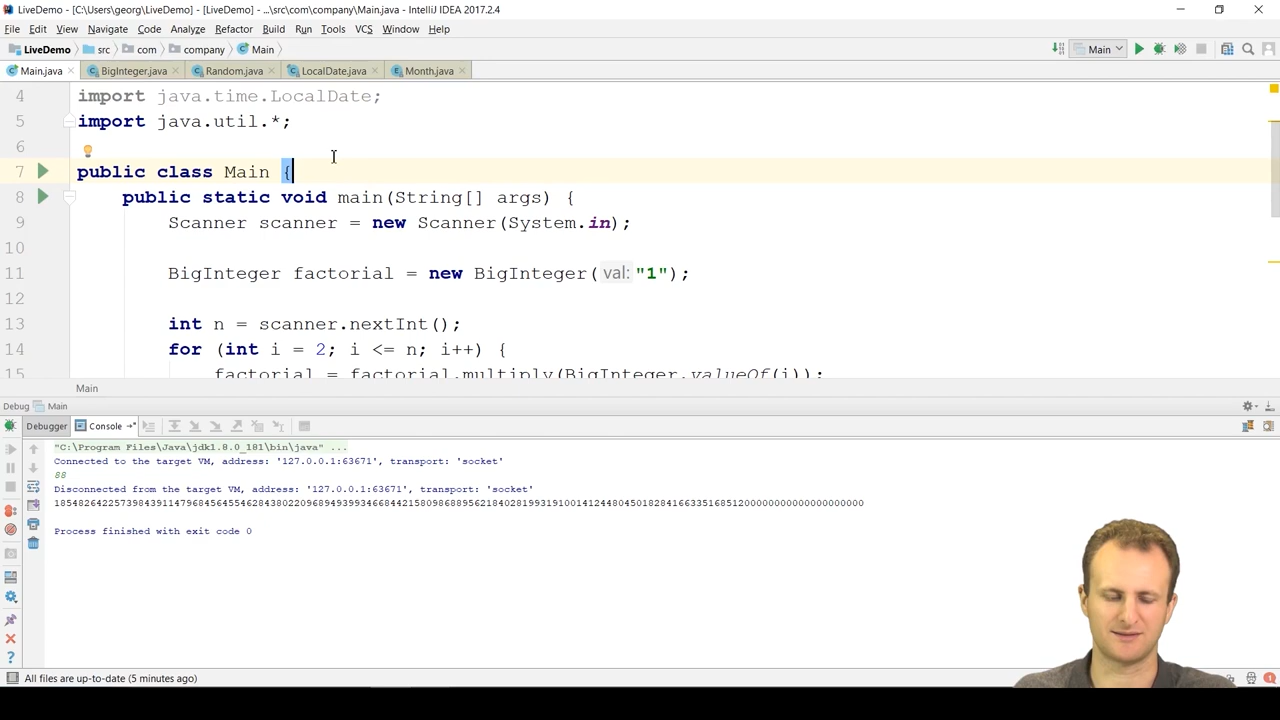 LiveDemo - [C:\Users\georg\LiveDemo] - [LiveDemo] - ...\src\com\company\Main.java - IntelliJ IDEA 2017.2.4
File Edit View Navigate Code Analyze Refactor Build Run Tools VCS Window Help
LiveDemo src com company Main Main
Main.java BigInteger.java Random.java LocalDate.java Month.java
4 import java.time.LocalDate;
5 import java.util.*;
6
7 public class Main {
8 public static void main(String[] args) {
9 Scanner scanner = new Scanner(System.in);
10
11 BigInteger factorial = new BigInteger( val: "1");
12
13 int n = scanner.nextInt();
14 for (int i = 2; i <= n; i++) {
15 factorial = factorial.multiply(BigInteger.valueOf(i));
Main
Debug Main
Debugger Console
"C:\Program Files\Java\jdk1.8.0_181\bin\java" ...
Connected to the target VM, address: '127.0.0.1:63671', transport: 'socket'
88
Disconnected from the target VM, address: '127.0.0.1:63671', transport: 'socket'
Process finished with exit code 0
All files are up-to-date (5 minutes ago)